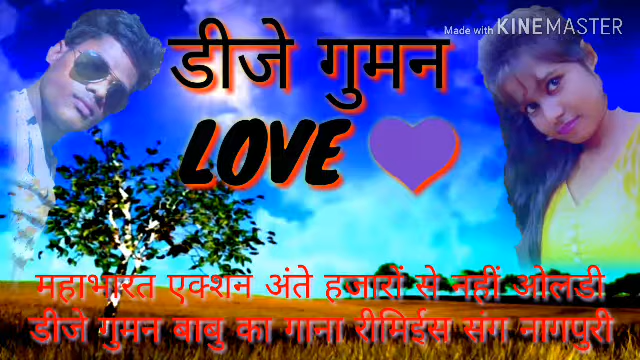 Made with KINEMASTER
डीजे गुमन
LOVE
महाभारत एक्शन अंते हजारों से नहीं ओलडी
डीजे गुमन बाबु का गाना रीमिईस संग नागपुरी